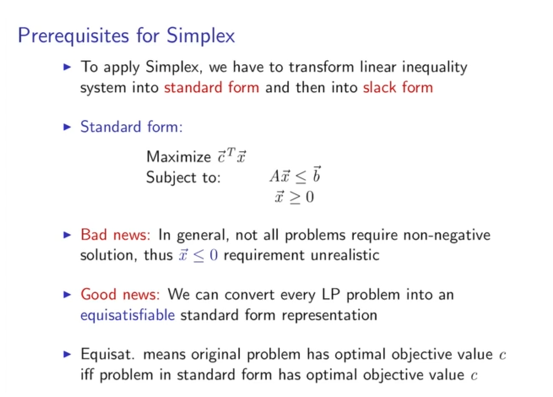 Prerequisites for Simplex
▶ To apply Simplex, we have to transform linear inequality
system into standard form and then into slack form
▶ Standard form:
Maximize $\vec{c}^T\vec{x}$
Subject to: $A\vec{x} \leq \vec{b}$
$\vec{x} \geq 0$
▶ Bad news: In general, not all problems require non-negative
solution, thus $\vec{x} \leq 0$ requirement unrealistic
▶ Good news: We can convert every LP problem into an
equisatisfiable standard form representation
▶ Equisat. means original problem has optimal objective value c
iff problem in standard form has optimal objective value c